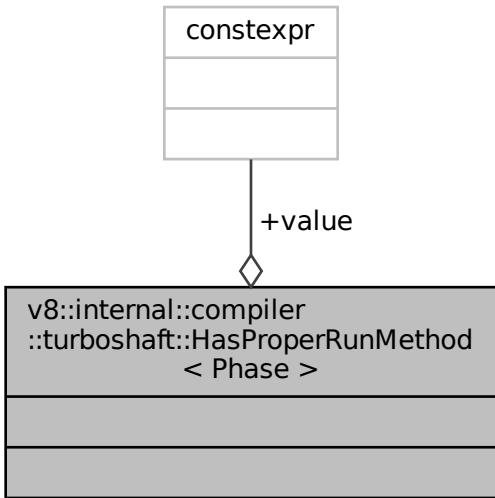 constexpr
+value
v8::internal::compiler
::turboshaft::HasProperRunMethod
< Phase >